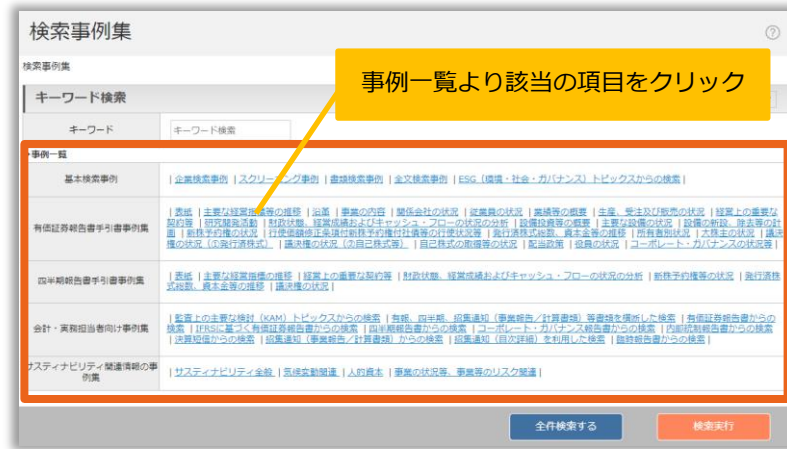 検索事例集
?
検索事例集
事例一覧より該当の項目をクリック
キーワード検索
キーワード
キーワード検索
事例一覧
基本検索事例
| 企業検索事例 | スクリーニング事例 | 書類検索事例 | 全文検索事例 | ESG（環境・社会・ガバナンス）トピックスからの検索 |
有価証券報告書手引書事例集
| 表紙 | 主要な経営指標等の推移 | 沿革 | 事業の内容 | 関係会社の状況 | 従業員の状況 | 業績等の概要 | 生産、受注及び販売の状況 | 経営上の重要な
契約等 | 研究開発活動 | 財政状態、経営成績およびキャッシュ・フローの状況の分析 | 設備投資等の概要 | 主要な設備の状況 | 設備の新設、除去等の計
画 | 新株予約権の状況 | 行使価額修正条項付新株予約権付社債等の行使状況等 | 発行済株式総数、資本金等の推移 | 所有者別状況 | 大株主の状況 | 議決
権の状況（①発行済株式） | 議決権の状況（②自己株式等） | 自己株式の取得等の状況 | 配当政策 | 役員の状況 | コーポレート・ガバナンスの状況等 |
四半期報告書手引書事例集
| 表紙 | 主要な経営指標の推移 | 経営上の重要な契約等 | 財政状態、経営成績およびキャッシュ・フローの状況の分析 | 新株予約権等の状況 | 発行済株
式総数、資本金等の推移 | 議決権の状況 |
会計・実務担当者向け事例集
| 監査上の主要な検討（KAM）トピックスからの検索 | 有報、四半期、招集通知（事業報告／計算書類）等書類を横断した検索 | 有価証券報告書からの
検索 | IFRSに基づく有価証券報告書からの検索 | 四半期報告書からの検索 | コーポレート・ガバナンス報告書からの検索 | 内部統制報告書からの検索
| 決算短信からの検索 | 招集通知（事業報告／計算書類）からの検索 | 招集通知（目次詳細）を利用した検索 | 臨時報告書からの検索 |
サスティナビリティ関連情報の事
例集
| サスティナビリティ全般 | 気候変動関連 | 人的資本 | 事業の状況等、事業等のリスク関連 |
全件検索する
検索実行